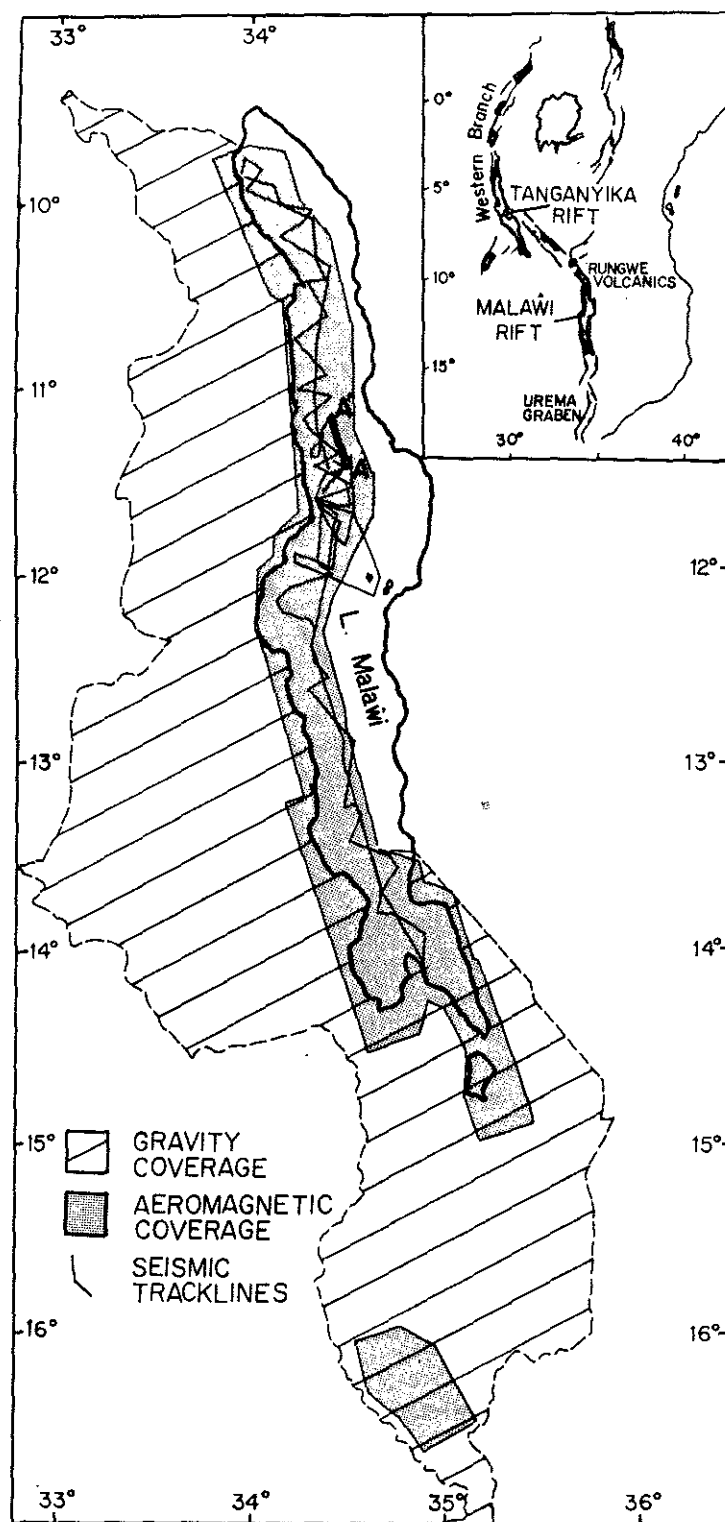 33°
34°
10°
11°
12°
13°
14°
15°
16°
12°
13°
14°
15°
16°
33°
34°
35°
36°
A'
A
L. Malaŵi
GRAVITY
COVERAGE
AEROMAGNETIC
COVERAGE
SEISMIC
TRACKLINES
0°
5°
10°
15°
30°
40°
Western Branch
TANGANYIKA
RIFT
RUNGWE
VOLCANICS
MALAŴI
RIFT
UREMA
GRABEN